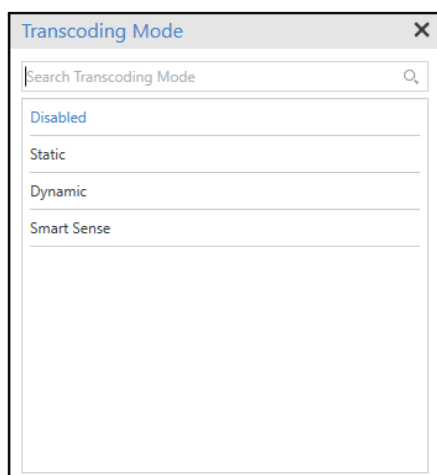 Transcoding Mode
Search Transcoding Mode
Disabled
Static
Dynamic
Smart Sense